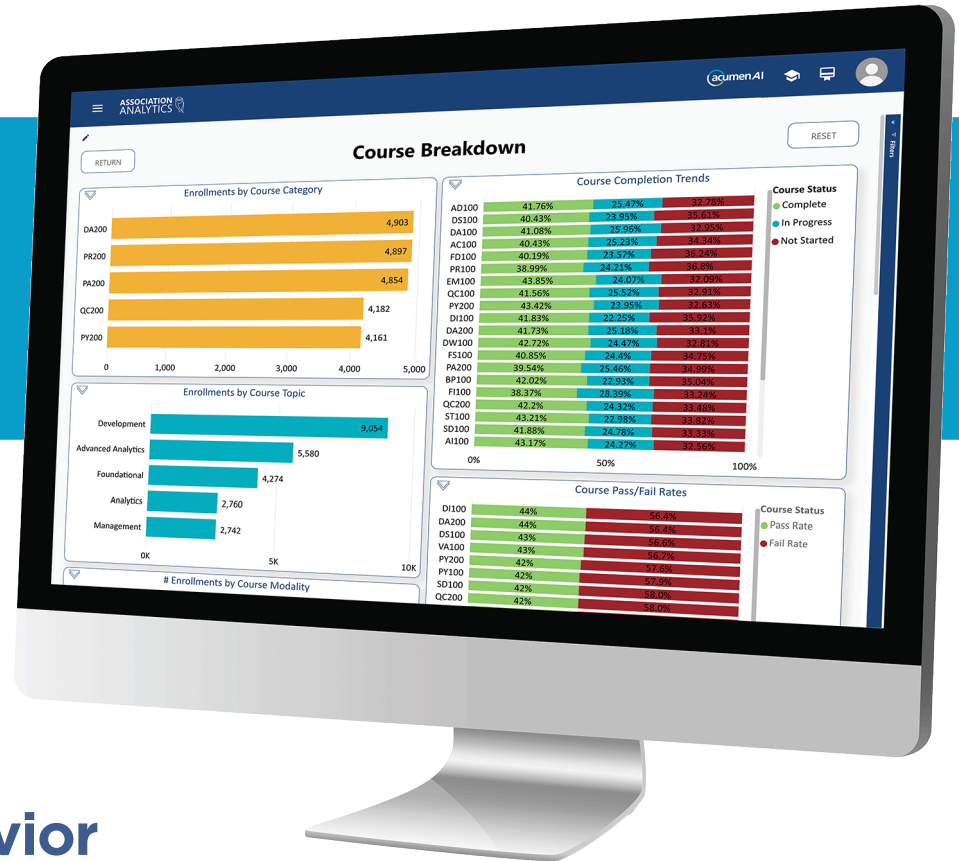 acumen AI
ASSOCIATION
ANALYTICS
RETURN
Course Breakdown
RESET
Filters
Enrollments by Course Category
DA200 4,903
PR200 4,897
PA200 4,854
QC200 4,182
PY200 4,161
0 1,000 2,000 3,000 4,000 5,000
Enrollments by Course Topic
Development 9,054
Advanced Analytics 5,580
Foundational 4,274
Analytics 2,760
Management 2,742
0K 5K 10K
# Enrollments by Course Modality
Course Completion Trends
Course Status
Complete
In Progress
Not Started
AD100 41.76% 25.47% 32.78%
DS100 40.43% 23.95% 35.61%
DA100 41.08% 25.96% 32.95%
AC100 40.43% 25.23% 34.34%
FD100 40.19% 23.57% 36.24%
PR100 38.99% 24.21% 36.8%
EM100 43.85% 24.07% 32.09%
QC100 41.56% 25.52% 32.91%
PY200 43.42% 23.95% 32.63%
DI100 41.83% 22.25% 35.92%
DA200 41.73% 25.18% 33.1%
DW100 42.72% 24.47% 32.81%
FS100 40.85% 24.4% 34.75%
PA200 39.54% 25.46% 34.99%
BP100 42.02% 22.93% 35.04%
FI100 38.37% 28.39% 33.24%
QC200 42.2% 24.32% 33.48%
ST100 43.21% 22.98% 33.82%
SD100 41.88% 24.78% 33.33%
AI100 43.17% 24.27% 32.56%
0% 50% 100%
Course Pass/Fail Rates
Course Status
Pass Rate
Fail Rate
DI100 44% 56.4%
DA200 44% 56.4%
DS100 43% 56.6%
VA100 43% 56.7%
PY200 42% 57.6%
PY100 42% 57.9%
SD100 42% 58.0%
QC200 42% 58.0%
vior